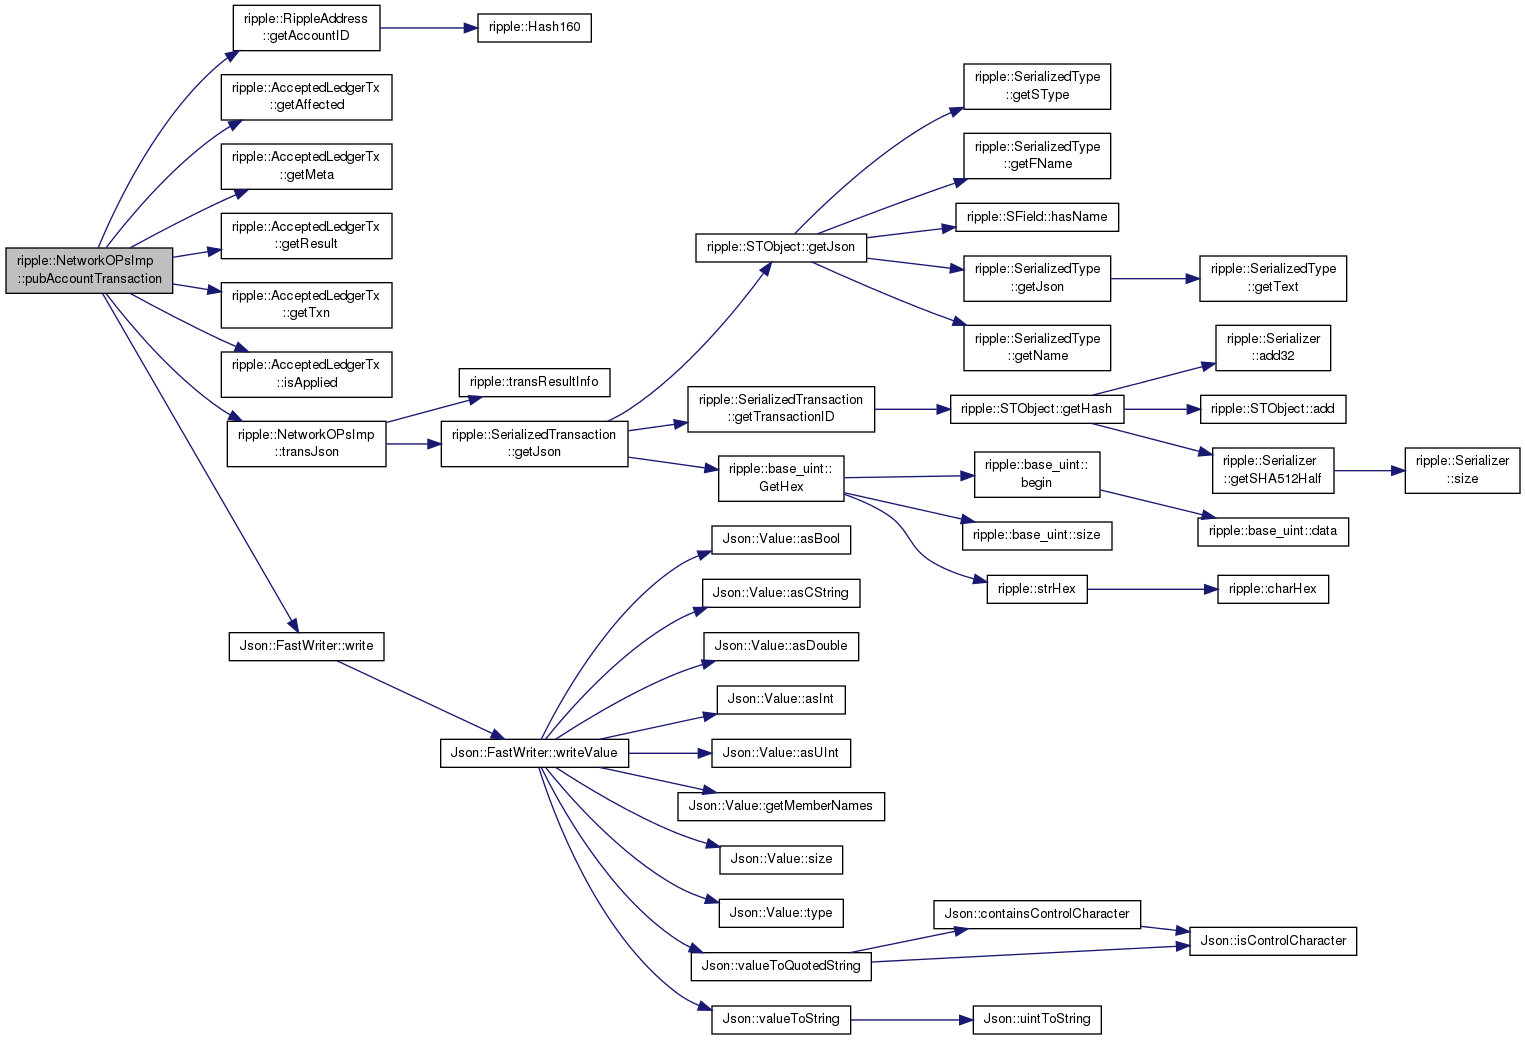 ripple::RippleAddress
::getAccountID
ripple::Hash160
ripple::AcceptedLedgerTx
::getAffected
ripple::AcceptedLedgerTx
::getMeta
ripple::AcceptedLedgerTx
::getResult
ripple::NetworkOPsImp
::pubAccountTransaction
ripple::AcceptedLedgerTx
::getTxn
ripple::AcceptedLedgerTx
::isApplied
ripple::NetworkOPsImp
::transJson
ripple::transResultInfo
ripple::SerializedTransaction
::getJson
ripple::STObject::getJson
ripple::SerializedType
::getSType
ripple::SerializedType
::getFName
ripple::SField::hasName
ripple::SerializedType
::getJson
ripple::SerializedType
::getText
ripple::SerializedType
::getName
ripple::SerializedTransaction
::getTransactionID
ripple::STObject::getHash
ripple::Serializer
::add32
ripple::STObject::add
ripple::Serializer
::getSHA512Half
ripple::Serializer
::size
ripple::base_uint::
GetHex
ripple::base_uint::
begin
ripple::base_uint::data
ripple::base_uint::size
ripple::strHex
ripple::charHex
Json::FastWriter::write
Json::FastWriter::writeValue
Json::Value::asBool
Json::Value::asCString
Json::Value::asDouble
Json::Value::asInt
Json::Value::asUInt
Json::Value::getMemberNames
Json::Value::size
Json::Value::type
Json::valueToQuotedString
Json::containsControlCharacter
Json::isControlCharacter
Json::valueToString
Json::uintToString